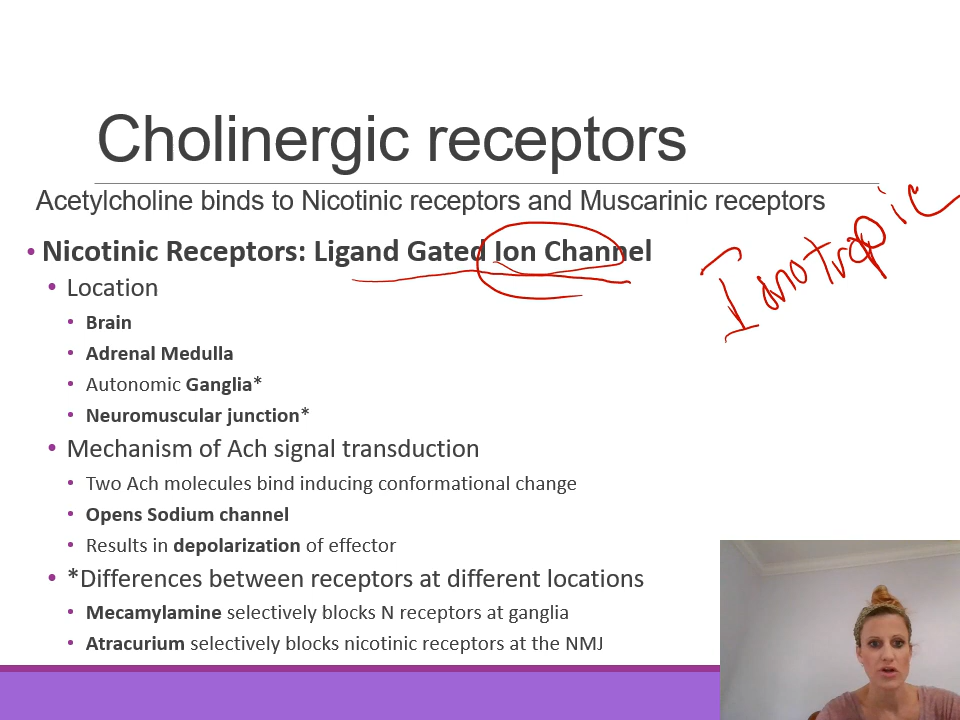 Cholinergic receptors
Acetylcholine binds to Nicotinic receptors and Muscarinic receptors
• Nicotinic Receptors: Ligand Gated Ion Channel
Inotropic
• Location
• Brain
• Adrenal Medulla
• Autonomic Ganglia*
• Neuromuscular junction*
• Mechanism of Ach signal transduction
• Two Ach molecules bind inducing conformational change
• Opens Sodium channel
• Results in depolarization of effector
• *Differences between receptors at different locations
• Mecamylamine selectively blocks N receptors at ganglia
• Atracurium selectively blocks nicotinic receptors at the NMJ